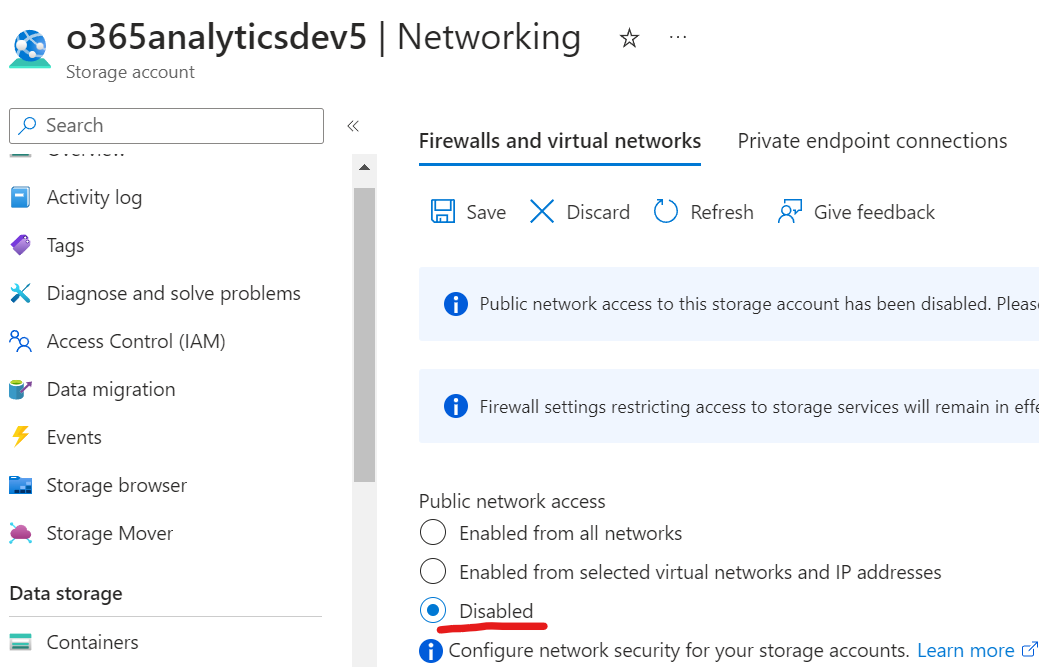 o365analyticsdev5 | Networking
Storage account
Search
Overview
Activity log
Tags
Diagnose and solve problems
Access Control (IAM)
Data migration
Events
Storage browser
Storage Mover
Data storage
Containers
Firewalls and virtual networks
Private endpoint connections
Save
Discard
Refresh
Give feedback
Public network access to this storage account has been disabled. Please
Firewall settings restricting access to storage services will remain in effe
Public network access
Enabled from all networks
Enabled from selected virtual networks and IP addresses
Disabled
Configure network security for your storage accounts. Learn more